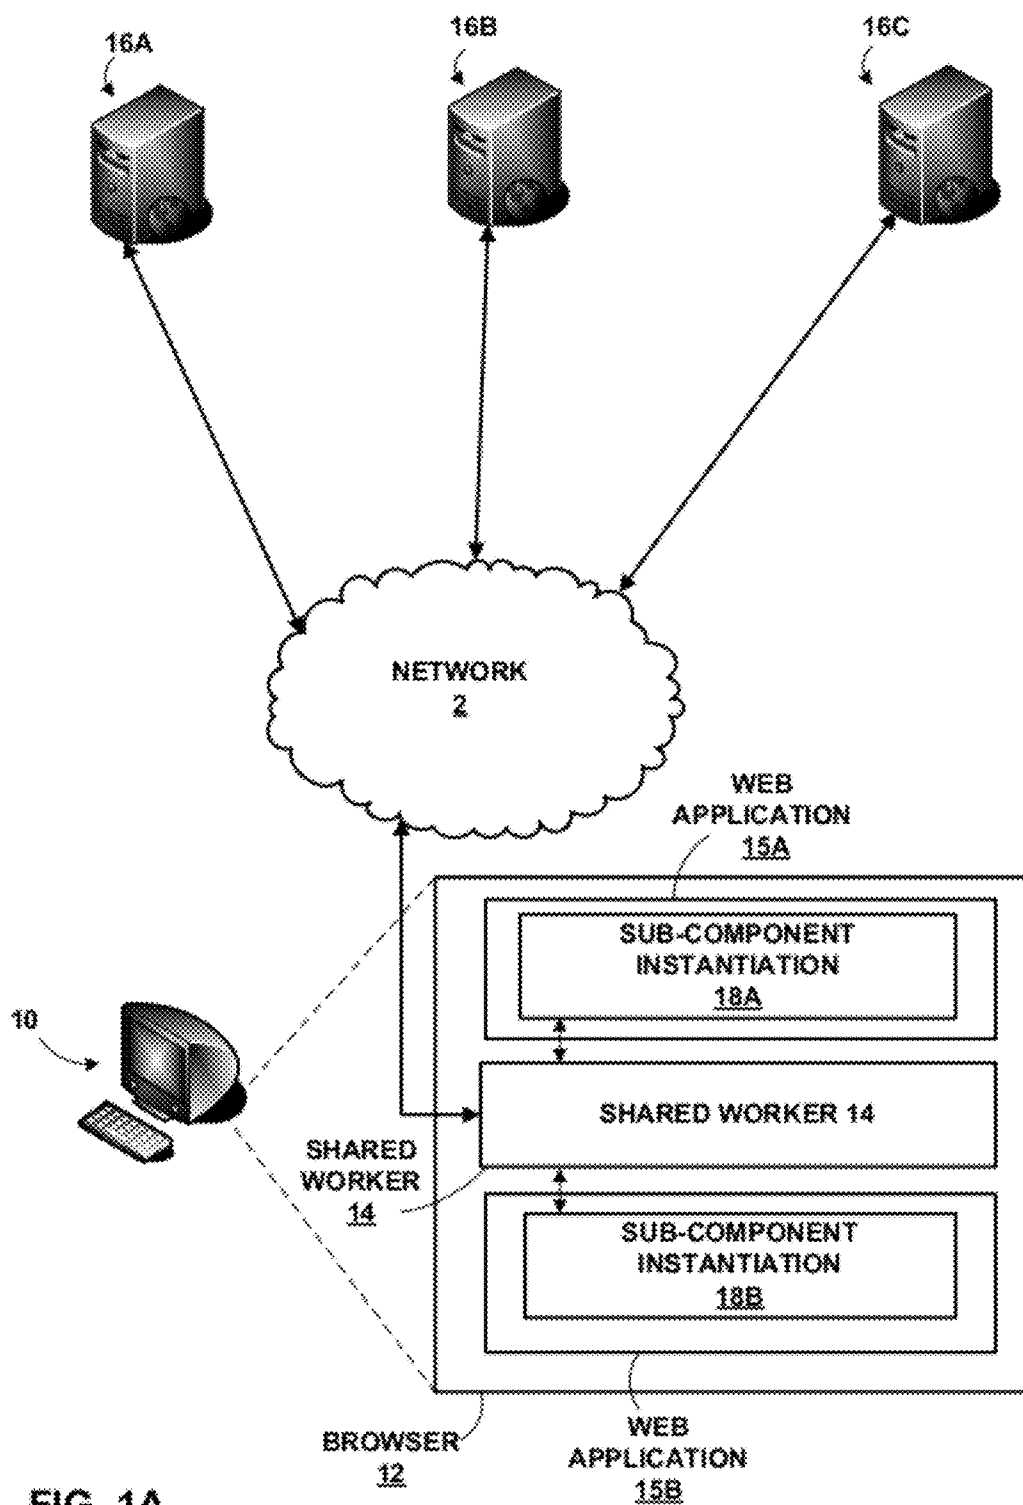 16A
16B
16C
NETWORK
2
WEB
APPLICATION
15A
SUB-COMPONENT
INSTANTIATION
18A
10
SHARED WORKER 14
SHARED
WORKER
14
SUB-COMPONENT
INSTANTIATION
18B
BROWSER
12
WEB
APPLICATION
15B
FIG. 1A